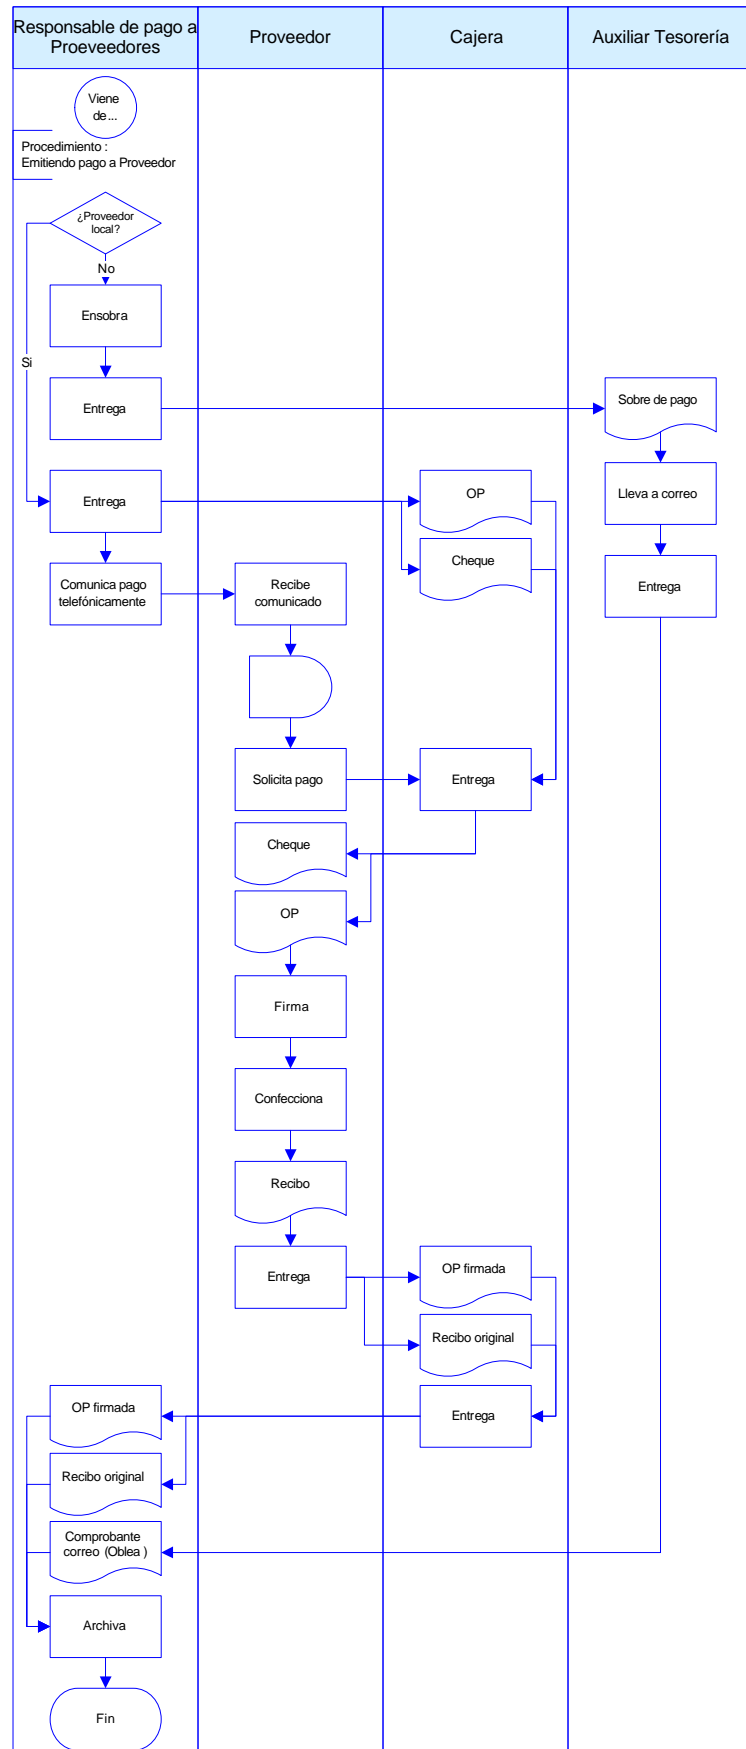 Responsable de pago a
Proeveedores
Proveedor
Cajera
Auxiliar Tesorería
Viene
de...
Procedimiento :
Emitiendo pago a Proveedor
¿Proveedor
local?
No
Ensobra
Si
Entrega
Sobre de pago
Entrega
OP
Lleva a correo
Cheque
Comunica pago
telefónicamente
Recibe
comunicado
Entrega
Solicita pago
Entrega
Cheque
OP
Firma
Confecciona
Recibo
Entrega
OP firmada
Recibo original
OP firmada
Entrega
Recibo original
Comprobante
correo (Oblea )
Archiva
Fin